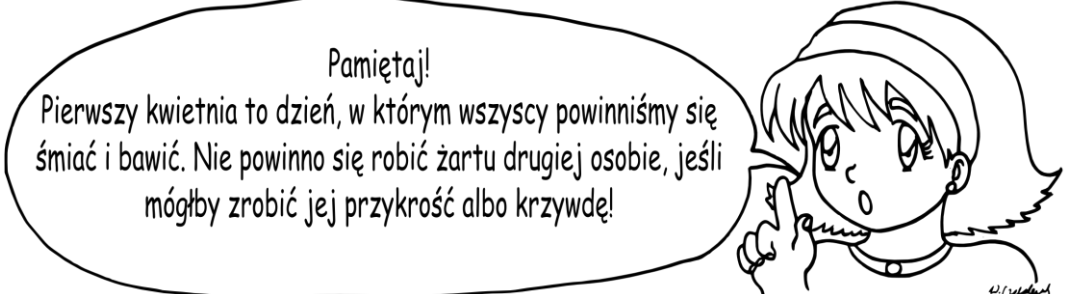 Pamiętaj!
Pierwszy kwietnia to dzień, w którym wszyscy powinniśmy się
śmiać i bawić. Nie powinno się robić żartu drugiej osobie, jeśli
mógłby zrobić jej przykrość albo krzywdę!